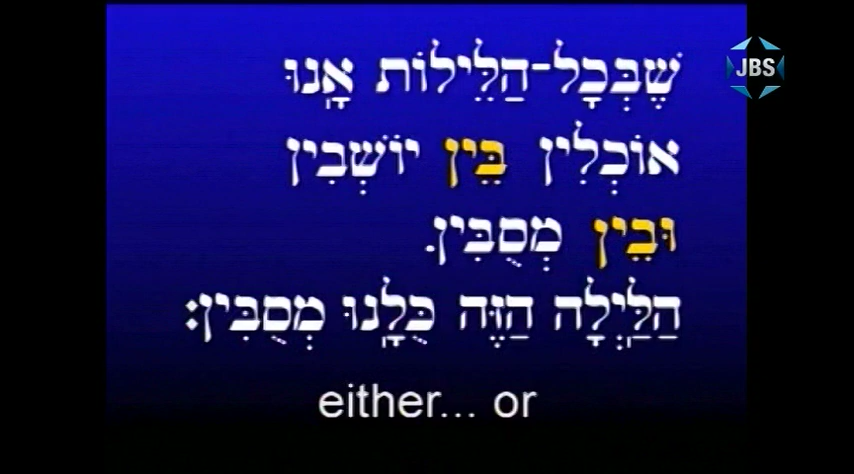 שֶׁבְּכָל-הַלֵּילוֹת אָֽנוּ
JBS
אוֹכְלִין בֵּין יוֹשְׁבִין
וּבֵין מְסֻבִּין.
הַלַּֽיְלָה הַזֶּה כֻּלָּֽנוּ מְסֻבִּין:
either... or